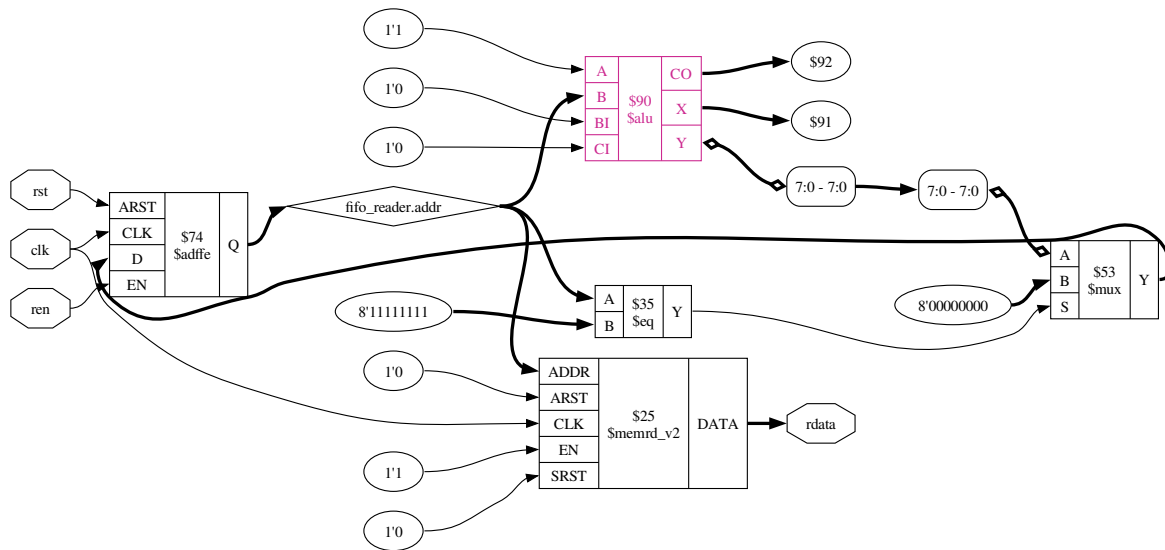 1'1
1'0
1'0
A
B
BI
CI
$90
$alu
CO
X
Y
$92
$91
7:0 - 7:0
7:0 - 7:0
rst
clk
ren
ARST
CLK
D
EN
$74
$adffe
Q
fifo_reader.addr
8'11111111
A
B
$35
$eq
Y
8'00000000
A
B
S
$53
$mux
Y
1'0
1'1
1'0
ADDR
ARST
CLK
EN
SRST
$25
$memrd_v2
DATA
rdata